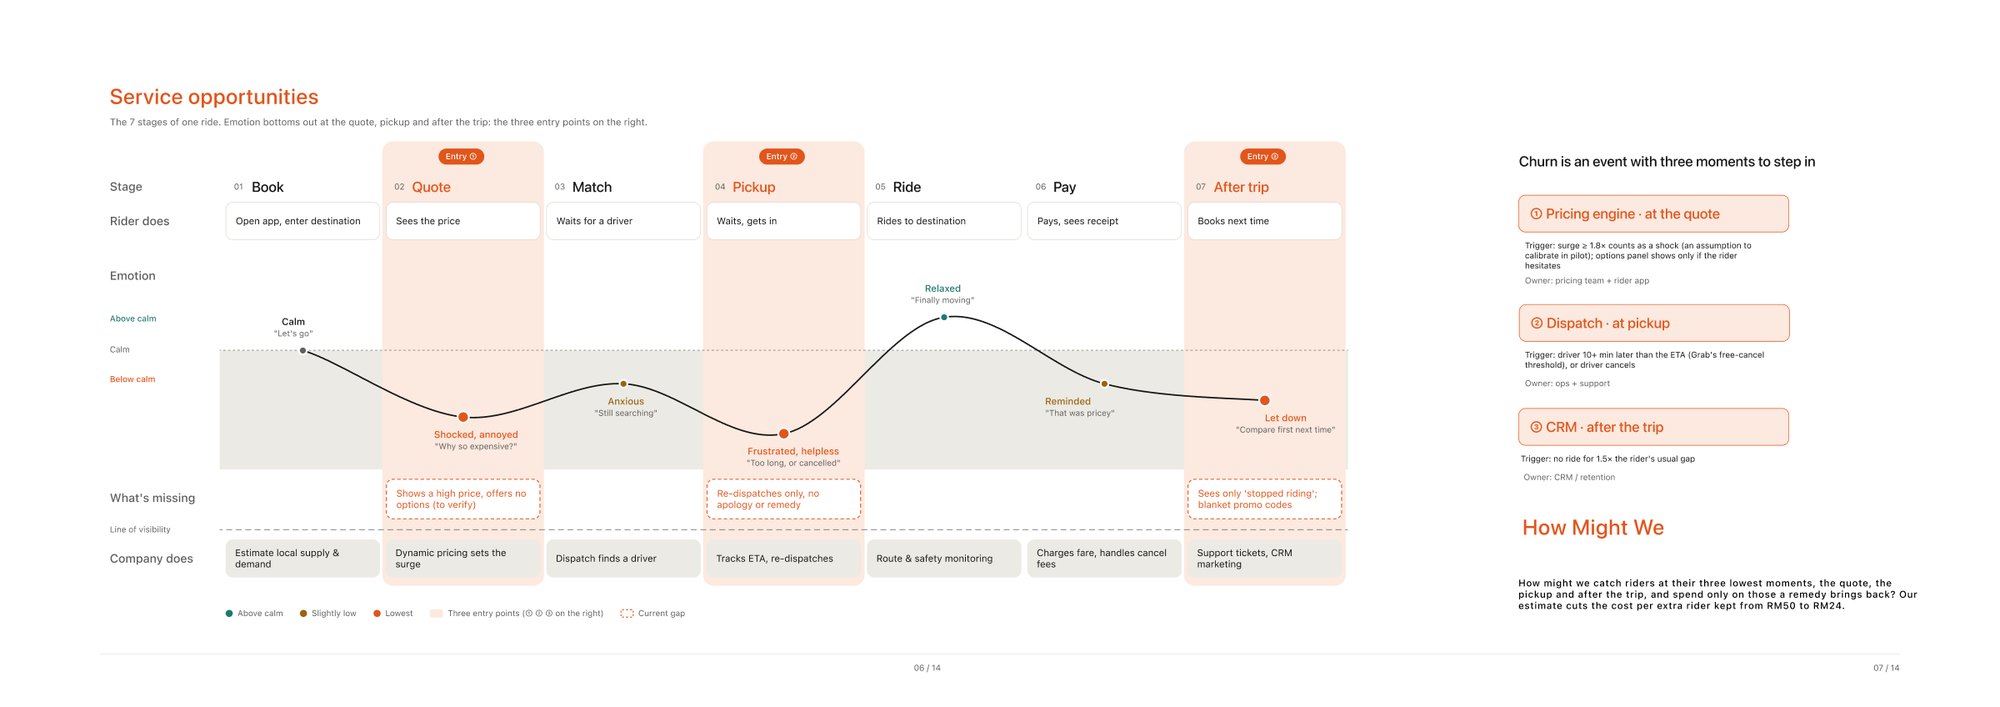 Service opportunities
The 7 stages of one ride. Emotion bottoms out at the quote, pickup and after the trip: the three entry points on the right.
Entry ①
Entry ②
Entry ③
Stage
01 Book
02 Quote
03 Match
04 Pickup
05 Ride
06 Pay
07 After trip
Rider does
Open app, enter destination
Sees the price
Waits for a driver
Waits, gets in
Rides to destination
Pays, sees receipt
Books next time
Emotion
Above calm
Calm
Below calm
Calm
"Let's go"
Shocked, annoyed
"Why so expensive?"
Anxious
"Still searching"
Frustrated, helpless
"Too long, or cancelled"
Relaxed
"Finally moving"
Reminded
"That was pricey"
Let down
"Compare first next time"
What's missing
Shows a high price, offers no
options (to verify)
Re-dispatches only, no
apology or remedy
Sees only 'stopped riding';
blanket promo codes
Line of visibility
Company does
Estimate local supply &
demand
Dynamic pricing sets the
surge
Dispatch finds a driver
Tracks ETA, re-dispatches
Route & safety monitoring
Charges fare, handles cancel
fees
Support tickets, CRM
marketing
Above calm
Slightly low
Lowest
Three entry points (① ② ③ on the right)
Current gap
06 / 14
Churn is an event with three moments to step in
① Pricing engine · at the quote
Trigger: surge ≥ 1.8× counts as a shock (an assumption to
calibrate in pilot); options panel shows only if the rider
hesitates
Owner: pricing team + rider app
② Dispatch · at pickup
Trigger: driver 10+ min later than the ETA (Grab's free-cancel
threshold), or driver cancels
Owner: ops + support
③ CRM · after the trip
Trigger: no ride for 1.5× the rider's usual gap
Owner: CRM / retention
How Might We
How might we catch riders at their three lowest moments, the quote, the
pickup and after the trip, and spend only on those a remedy brings back? Our
estimate cuts the cost per extra rider kept from RM50 to RM24.
07 / 14